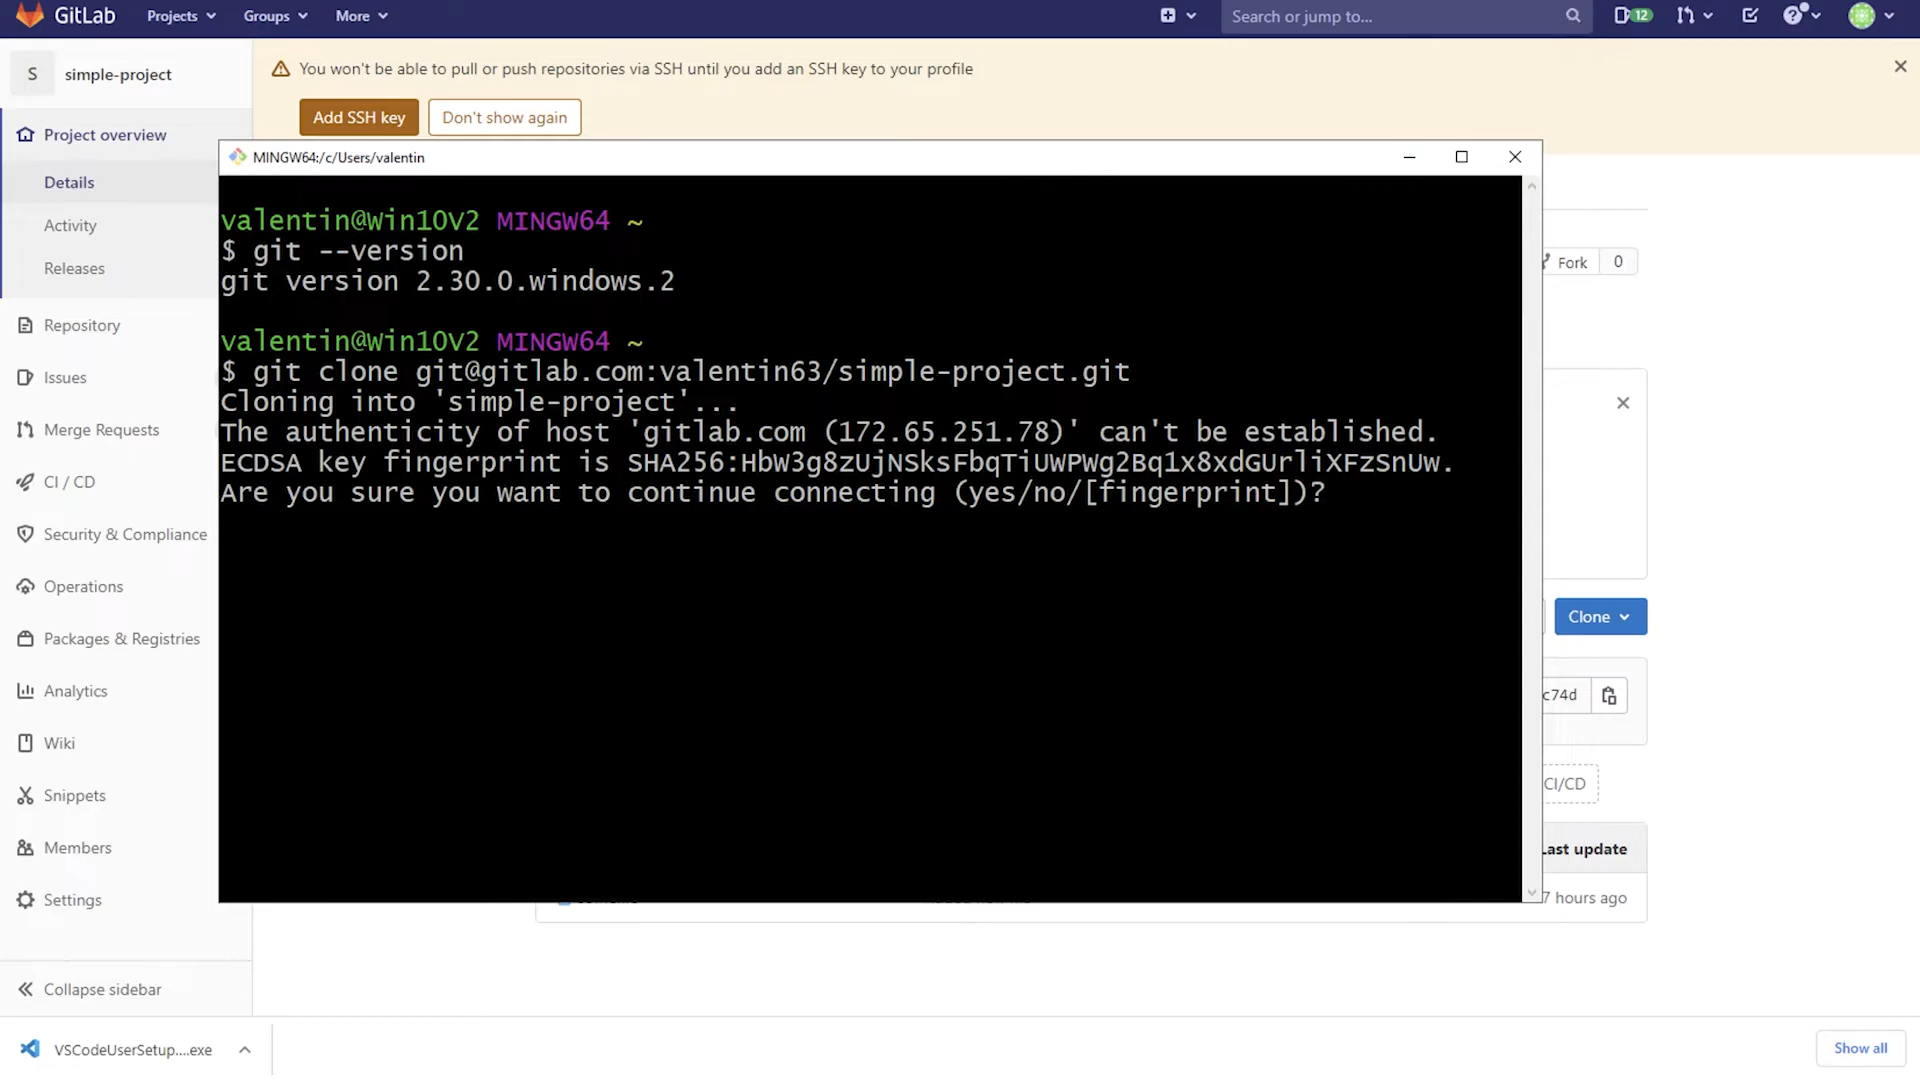 GitLab Projects Groups More Search or jump to... 12
S simple-project
You won't be able to pull or push repositories via SSH until you add an SSH key to your profile
Add SSH key Don't show again
Project overview
Details
Activity
Releases
Repository
Issues
Merge Requests
CI / CD
Security & Compliance
Operations
Packages & Registries
Analytics
Wiki
Snippets
Members
Settings
Collapse sidebar
MINGW64:/c/Users/valentin
valentin@Win10V2 MINGW64 ~
$ git --version
git version 2.30.0.windows.2
valentin@Win10V2 MINGW64 ~
$ git clone git@gitlab.com:valentin63/simple-project.git
Cloning into 'simple-project'...
The authenticity of host 'gitlab.com (172.65.251.78)' can't be established.
ECDSA key fingerprint is SHA256:HbW3g8zUjNSksFbqTiUWPWg2Bq1x8xdGUrliXFzSnUw.
Are you sure you want to continue connecting (yes/no/[fingerprint])?
Fork 0
Clone
c74d
CI/CD
Last update
7 hours ago
VSCodeUserSetup....exe
Show all